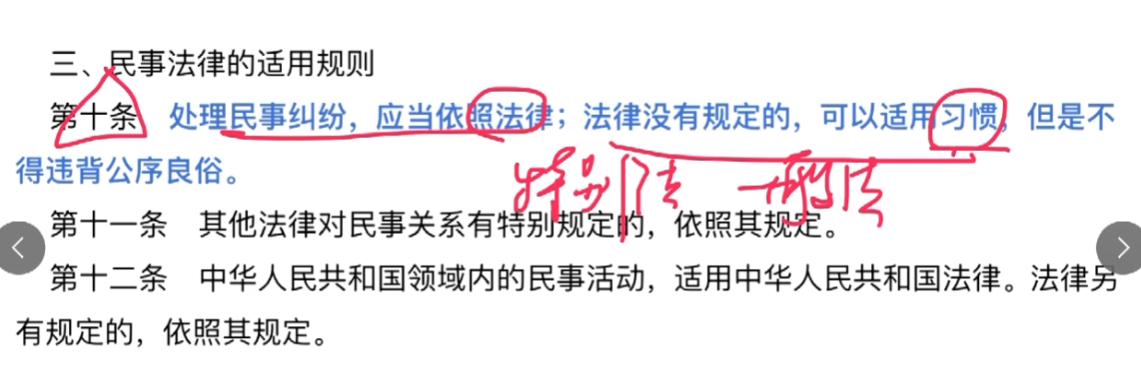 三、民事法律的适用规则
第十条 处理民事纠纷，应当依照法律；法律没有规定的，可以适用习惯，但是不
得违背公序良俗。
特别法 一般法
第十一条 其他法律对民事关系有特别规定的，依照其规定。
第十二条 中华人民共和国领域内的民事活动，适用中华人民共和国法律。法律另
有规定的，依照其规定。